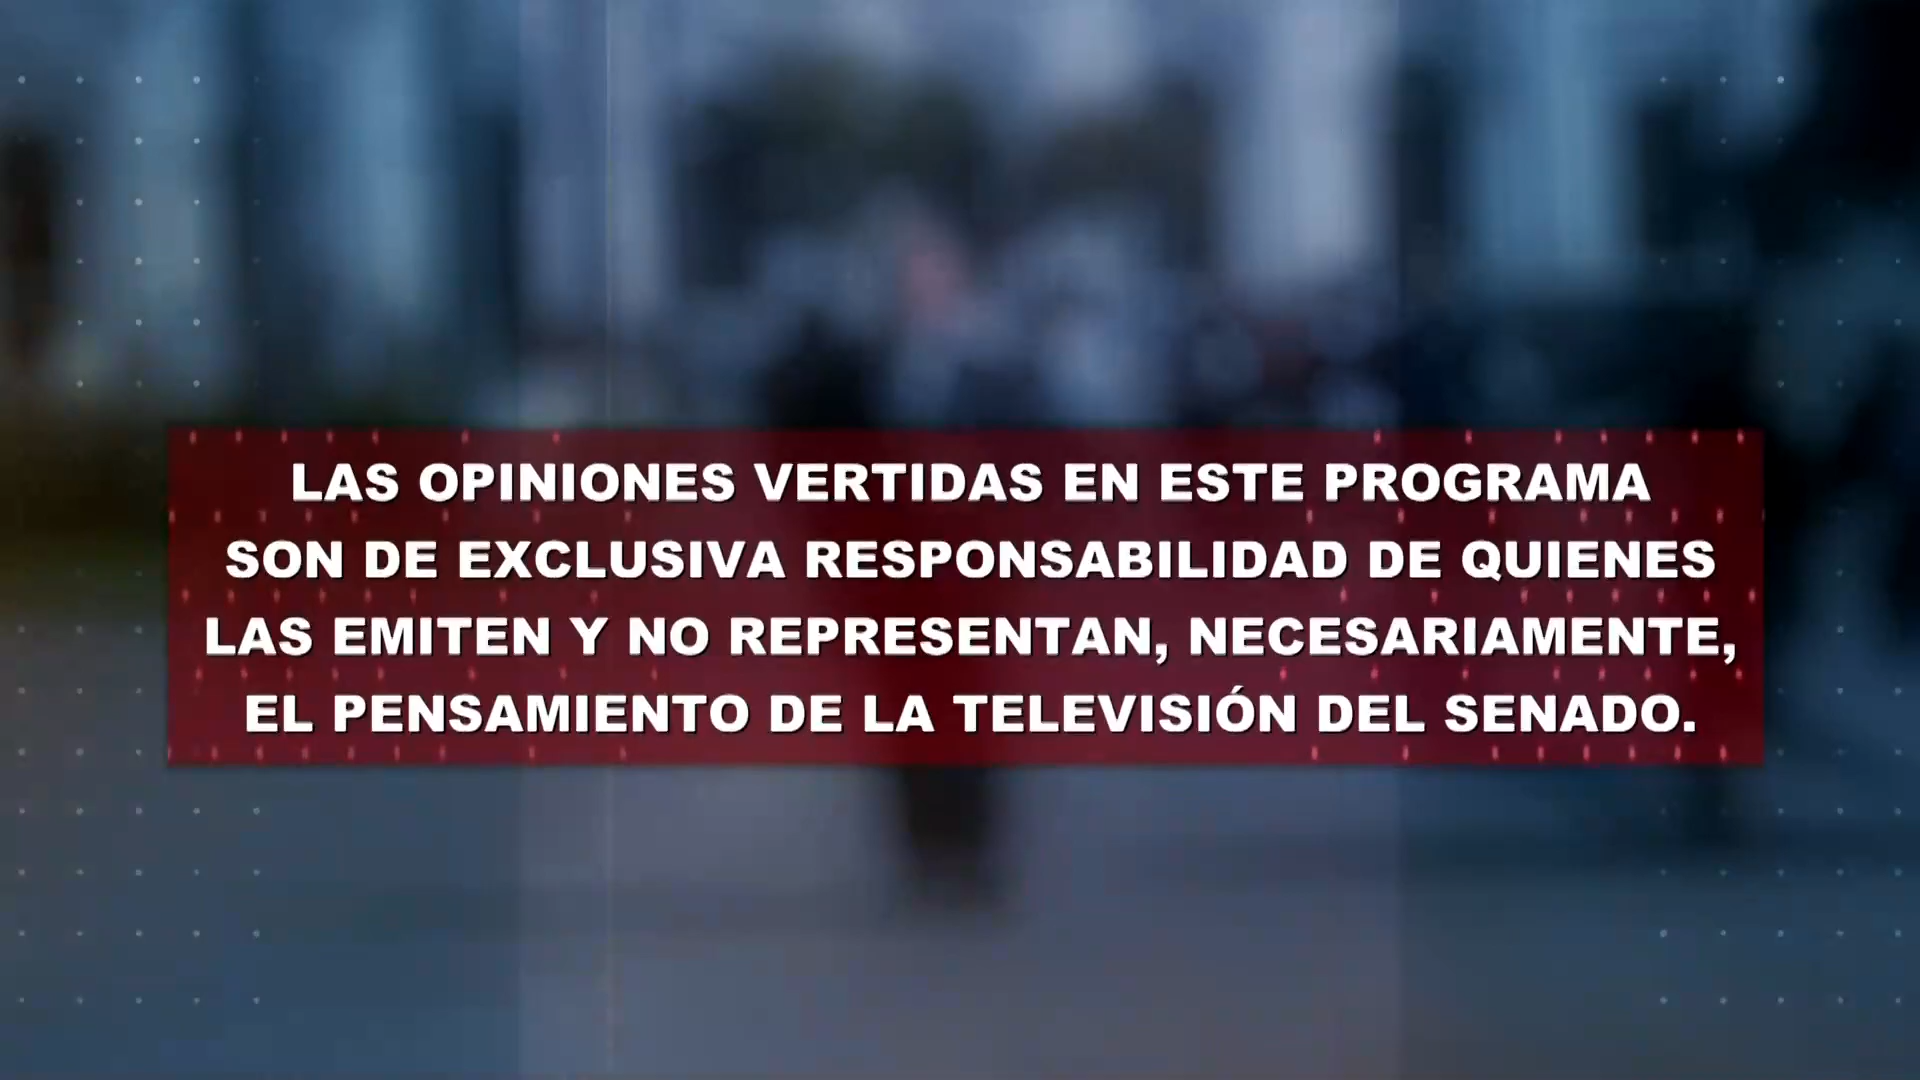 LAS OPINIONES VERTIDAS EN ESTE PROGRAMA
SON DE EXCLUSIVA RESPONSABILIDAD DE QUIENES
LAS EMITEN Y NO REPRESENTAN, NECESARIAMENTE,
EL PENSAMIENTO DE LA TELEVISIÓN DEL SENADO.